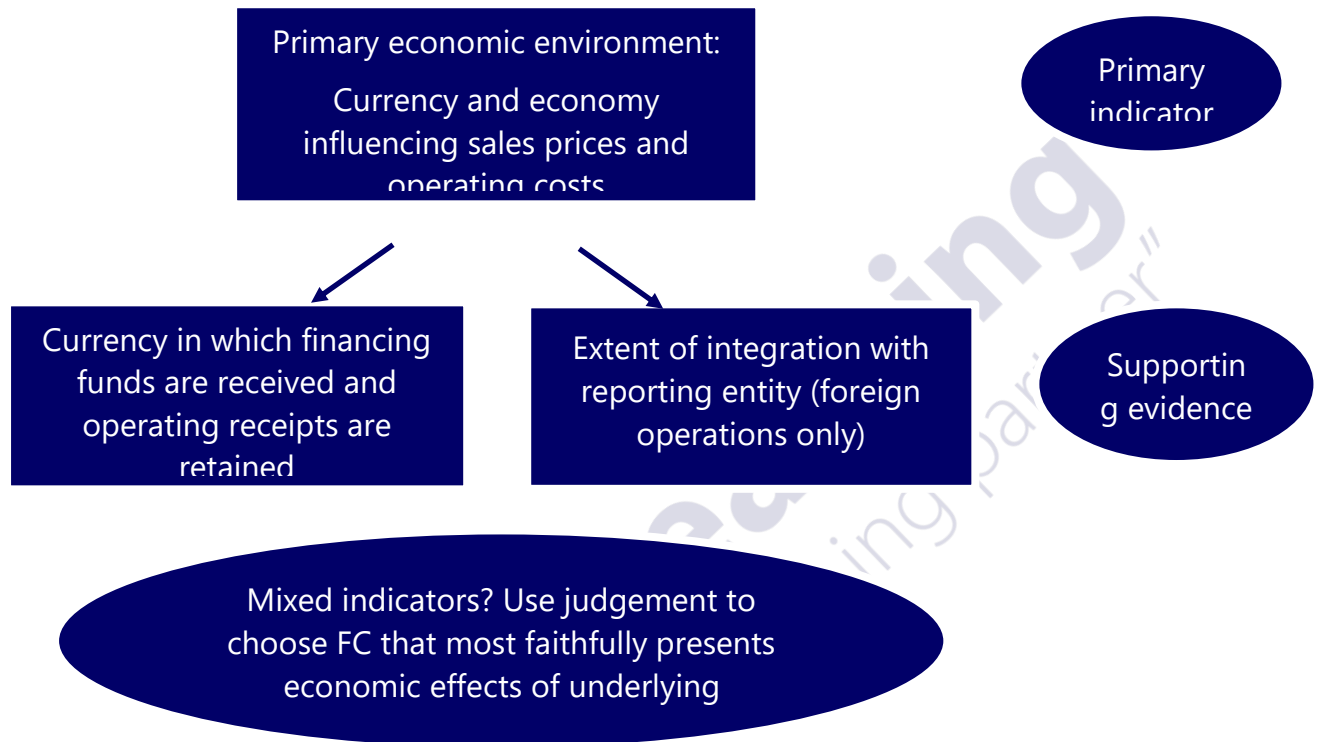 Primary economic environment:
Currency and economy
influencing sales prices and
operating costs
Primary
indicator
Currency in which financing
funds are received and
operating receipts are
retained
Extent of integration with
reporting entity (foreign
operations only)
Supportin
g evidence
Mixed indicators? Use judgement to
choose FC that most faithfully presents
economic effects of underlying